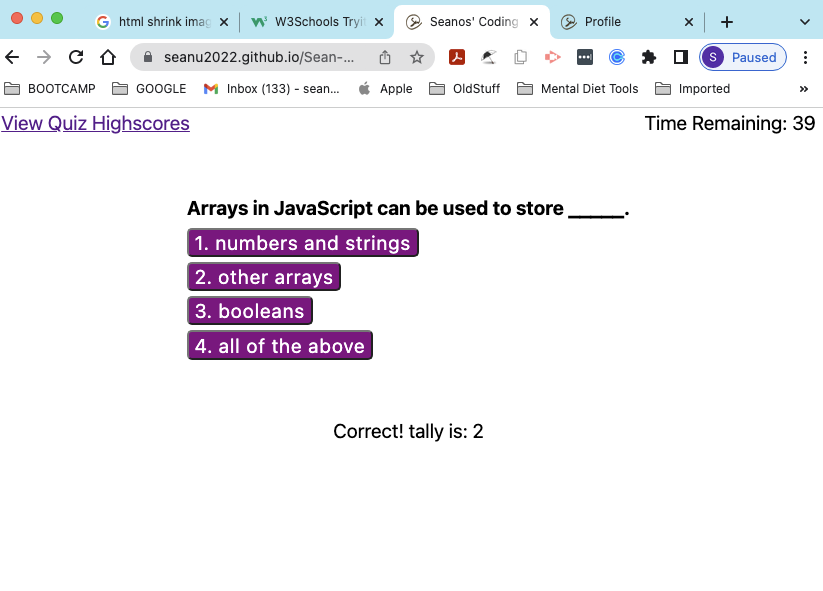 html shrink imag
W3Schools Tryit
Seanos' Coding
Profile
seanu2022.github.io/Sean-...
S Paused
BOOTCAMP GOOGLE Inbox (133) - sean... Apple OldStuff Mental Diet Tools Imported »
View Quiz Highscores
Time Remaining: 39
Arrays in JavaScript can be used to store _____.
1. numbers and strings
2. other arrays
3. booleans
4. all of the above
Correct! tally is: 2